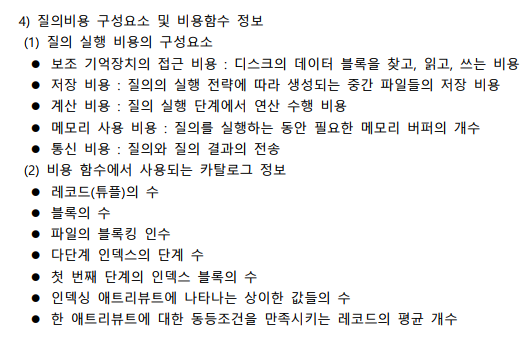 4) 질의비용 구성요소 및 비용함수 정보
(1) 질의 실행 비용의 구성요소
● 보조 기억장치의 접근 비용 : 디스크의 데이터 블록을 찾고, 읽고, 쓰는 비용
● 저장 비용 : 질의의 실행 전략에 따라 생성되는 중간 파일들의 저장 비용
● 계산 비용 : 질의 실행 단계에서 연산 수행 비용
● 메모리 사용 비용 : 질의를 실행하는 동안 필요한 메모리 버퍼의 개수
● 통신 비용 : 질의와 질의 결과의 전송
(2) 비용 함수에서 사용되는 카탈로그 정보
● 레코드(튜플)의 수
● 블록의 수
● 파일의 블록킹 인수
● 다단계 인덱스의 단계 수
● 첫 번째 단계의 인덱스 블록의 수
● 인덱싱 애트리뷰트에 나타나는 상이한 값들의 수
● 한 애트리뷰트에 대한 동등조건을 만족시키는 레코드의 평균 개수